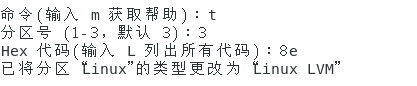 命令(输入 m 获取帮助)：t
分区号 (1-3，默认 3)：3
Hex 代码(输入 L 列出所有代码)：8e
已将分区“Linux”的类型更改为“Linux LVM”